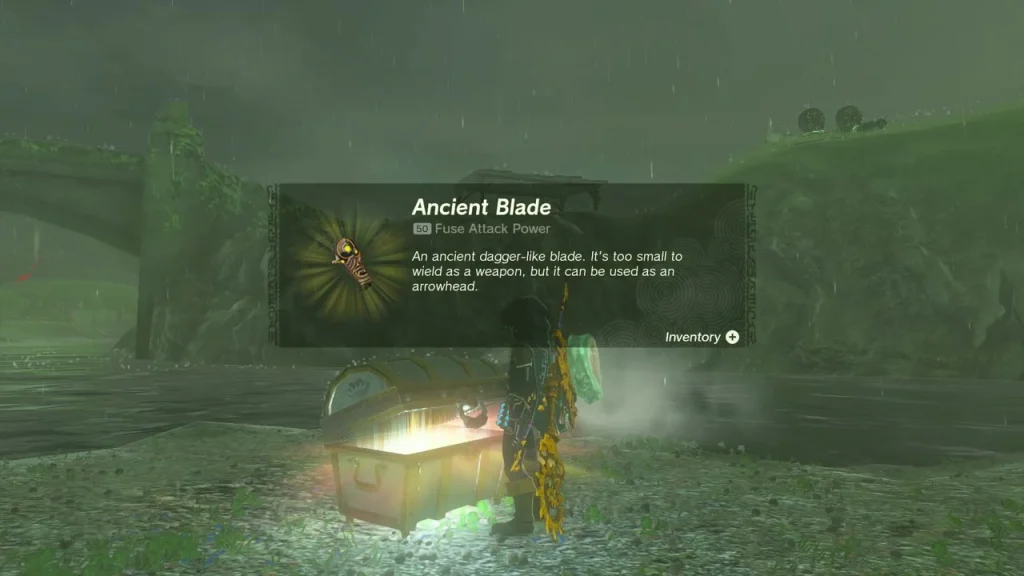 Ancient Blade
50 Fuse Attack Power
An ancient dagger-like blade. It's too small to
wield as a weapon, but it can be used as an
arrowhead.
Inventory